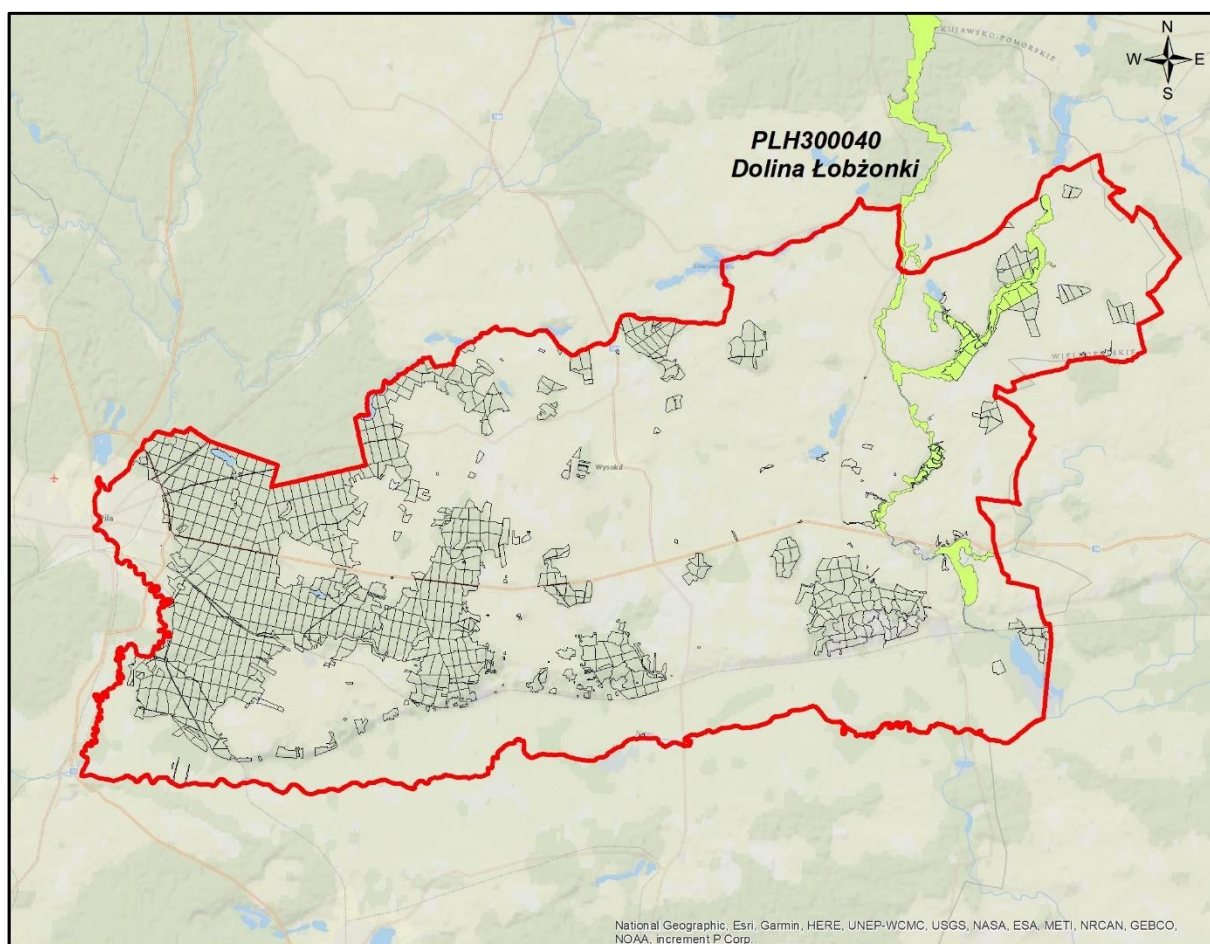 KUJAWSKO-POMORSKIE
N
W
E
S
PLH300040
Dolina Łobżonki
WIELKOPOLSKIE
Wysoka
Piła
National Geographic, Esri, Garmin, HERE, UNEP-WCMC, USGS, NASA, ESA, METI, NRCAN, GEBCO,
NOAA, increment P Corp.